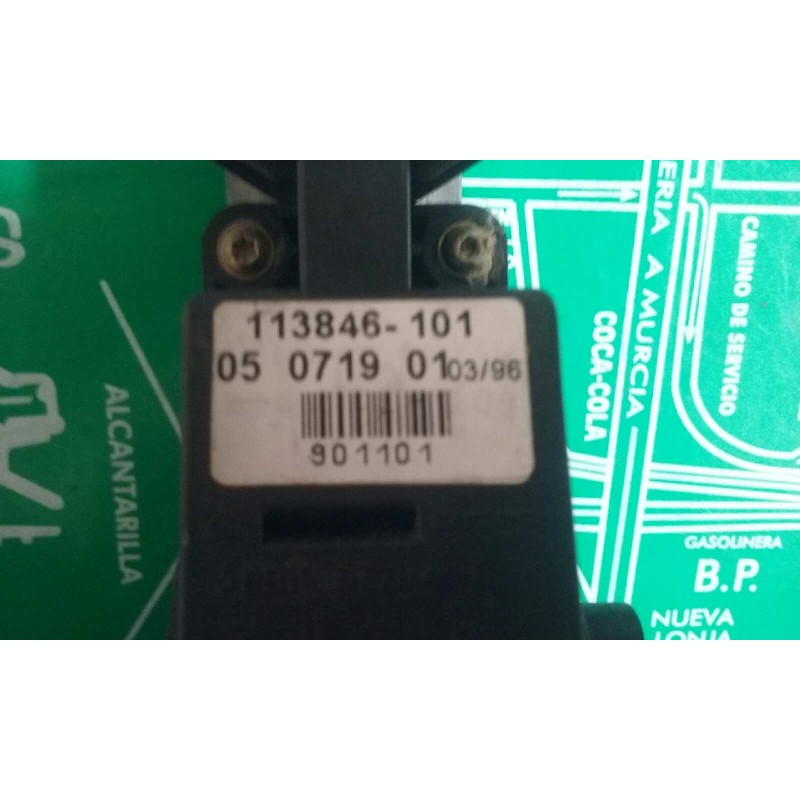 113846-101
05 0719 01 03/96
901101
ALCANTARILLA
ERIA A MURCIA
CAMINO DE SERVICIO
COCA-COLA
GASOLINERA
B.P.
NUEVA
LONJA